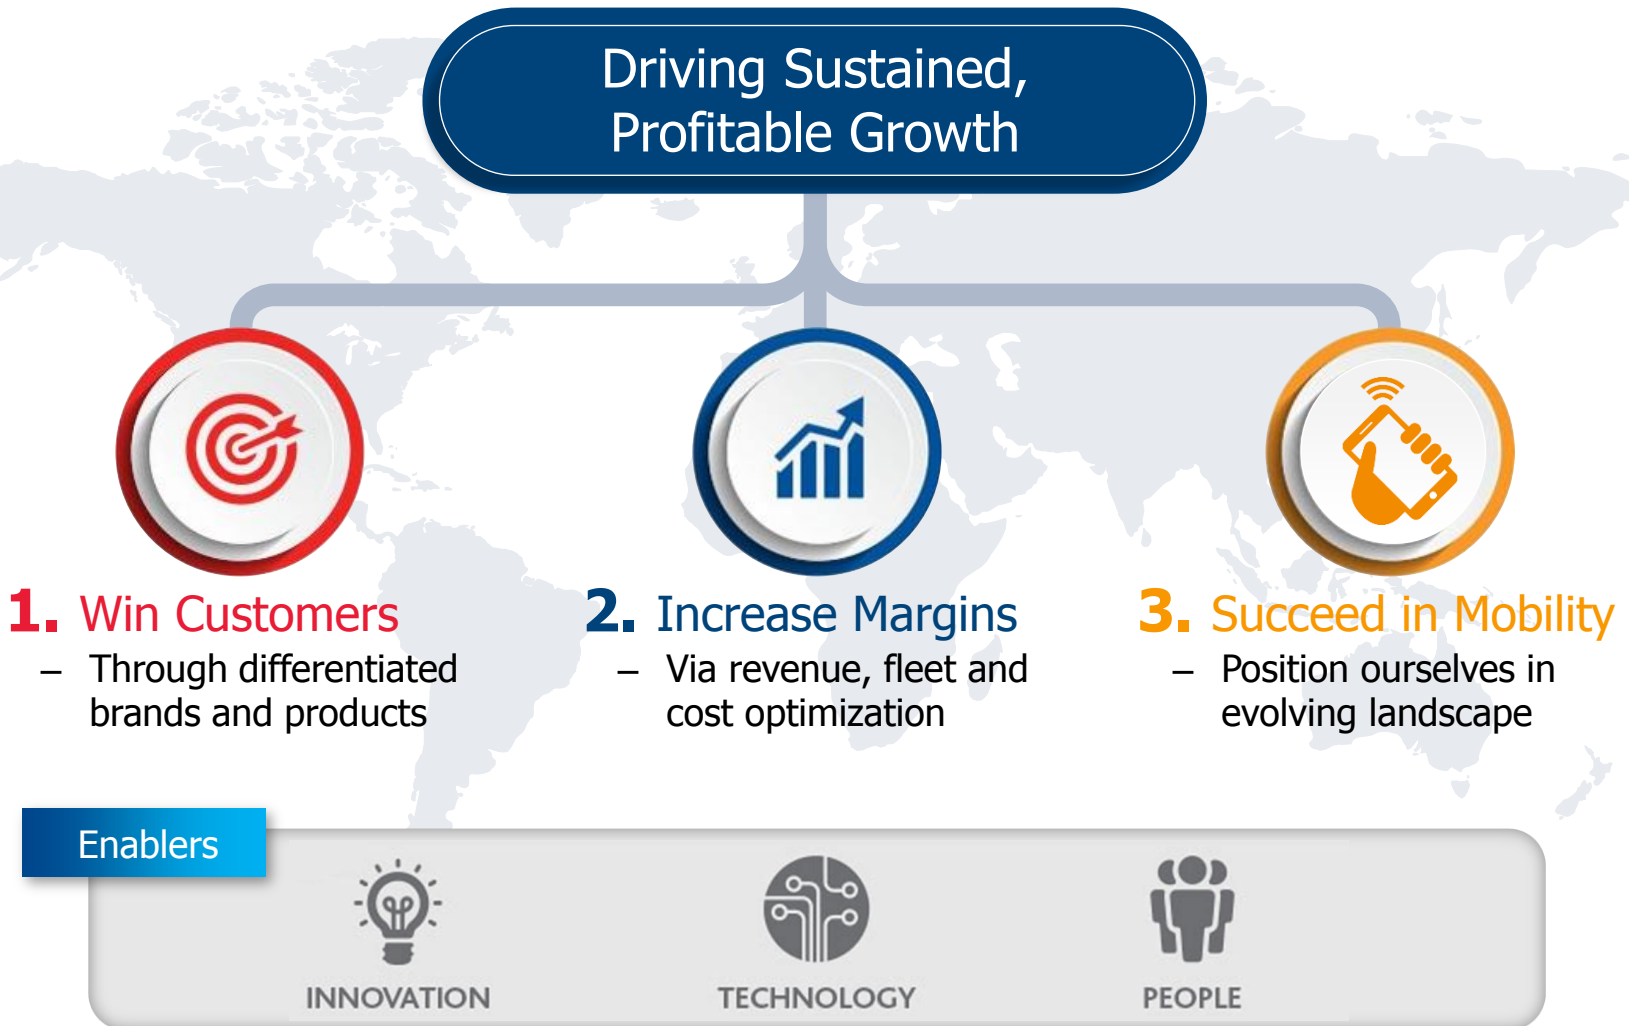 Driving Sustained,
Profitable Growth
1. Win Customers
– Through differentiated
brands and products
2. Increase Margins
– Via revenue, fleet and
cost optimization
3. Succeed in Mobility
– Position ourselves in
evolving landscape
Enablers
INNOVATION
TECHNOLOGY
PEOPLE